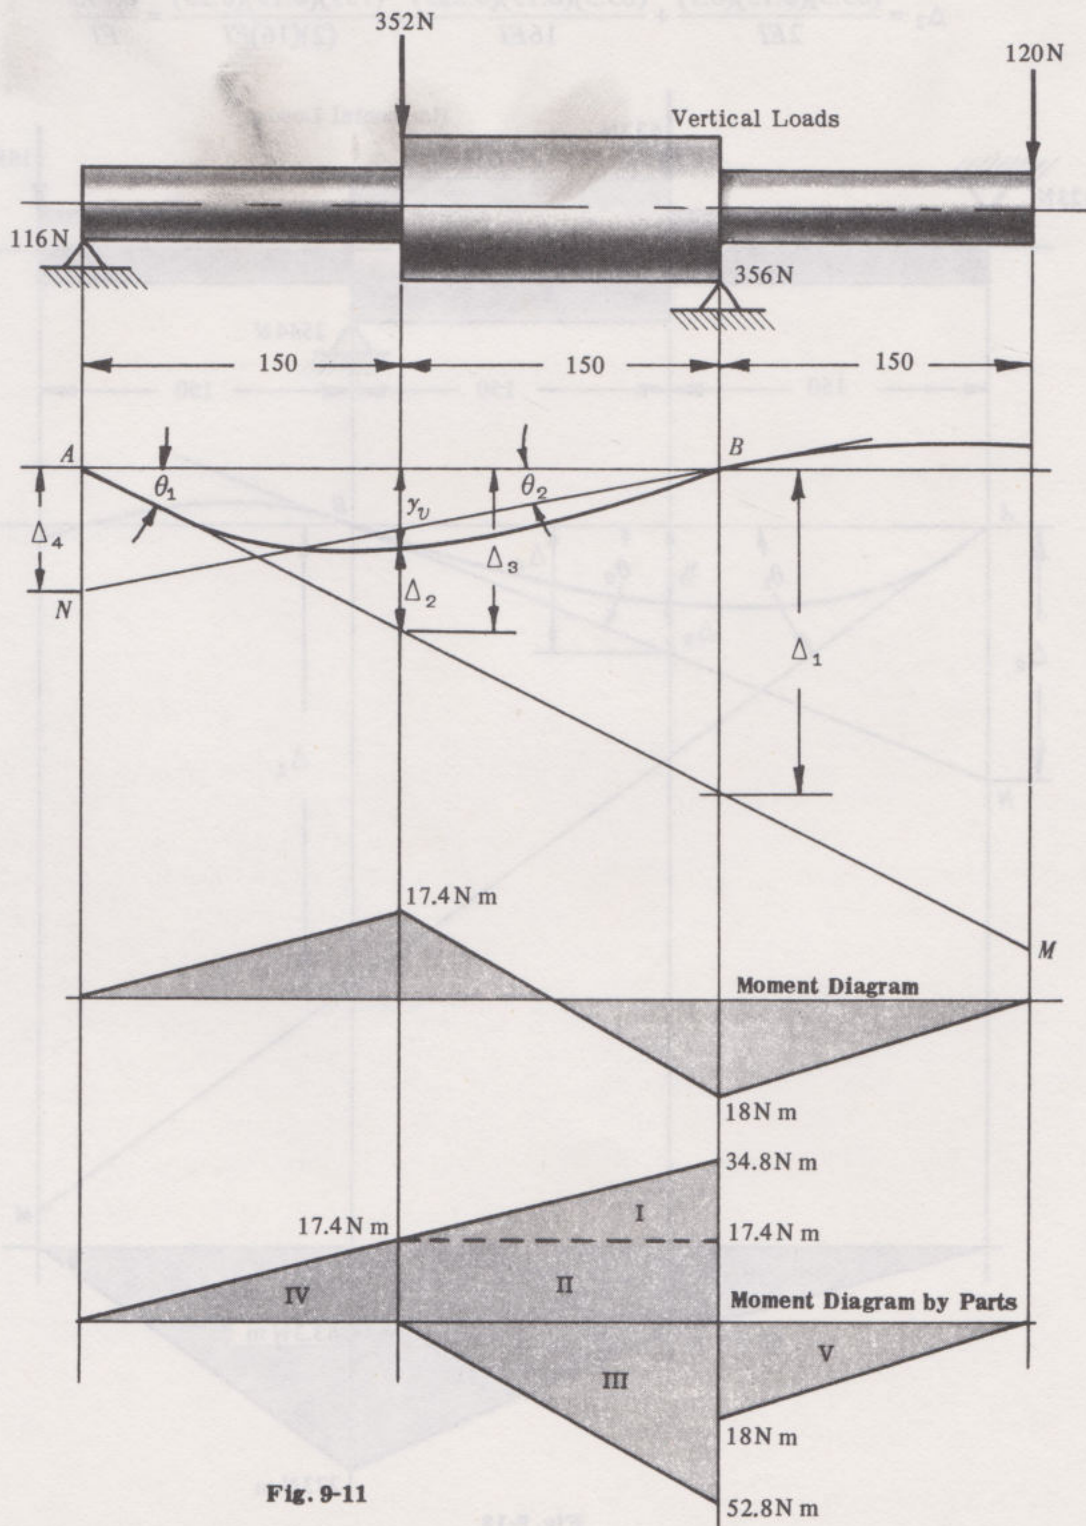 352N
120N
Vertical Loads
116N
356N
150
150
150
A
B
θ₁
θ₂
y_v
Δ₄
Δ₃
Δ₂
N
Δ₁
17.4 N m
M
Moment Diagram
18 N m
34.8 N m
17.4 N m
I
17.4 N m
IV
II
Moment Diagram by Parts
V
III
18 N m
Fig. 9-11
52.8 N m